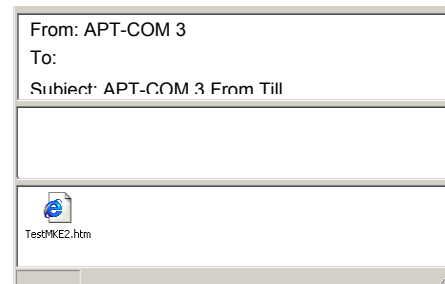 From: APT-COM 3
To:
Subject: APT-COM 3 From Till
TestMKE2.htm